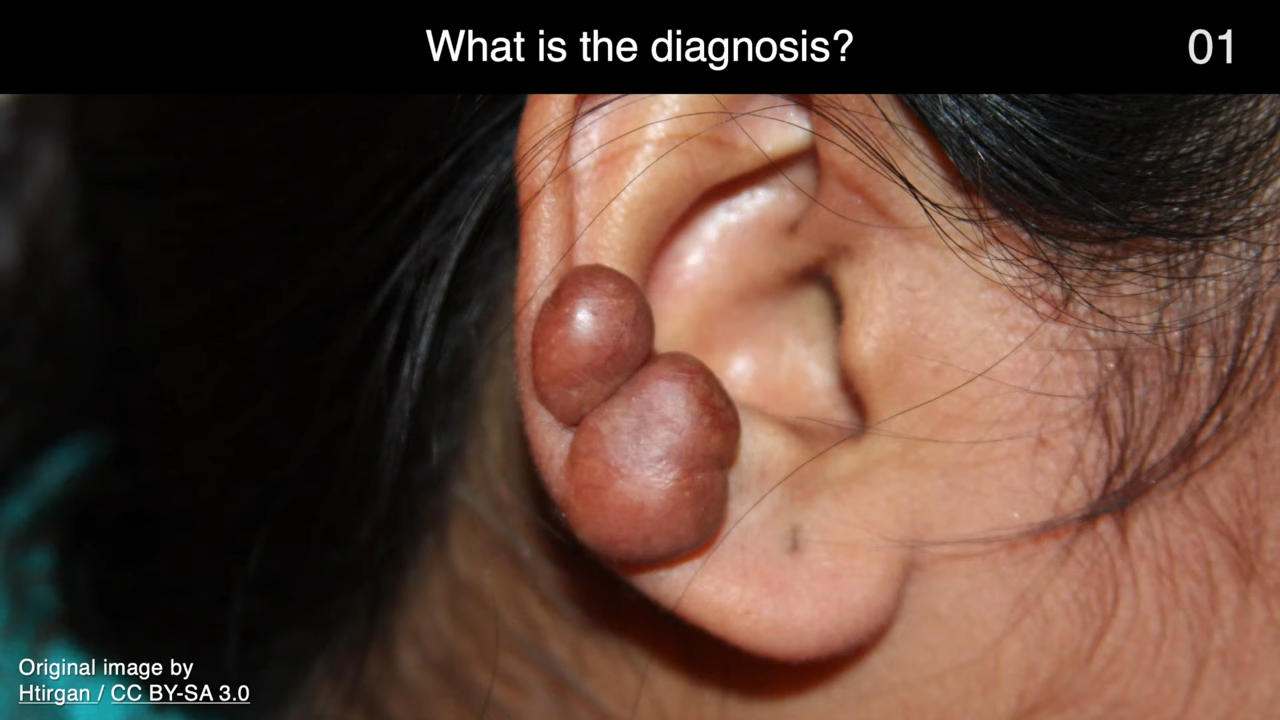 What is the diagnosis?
01
Original image by
Htirgan / CC BY-SA 3.0